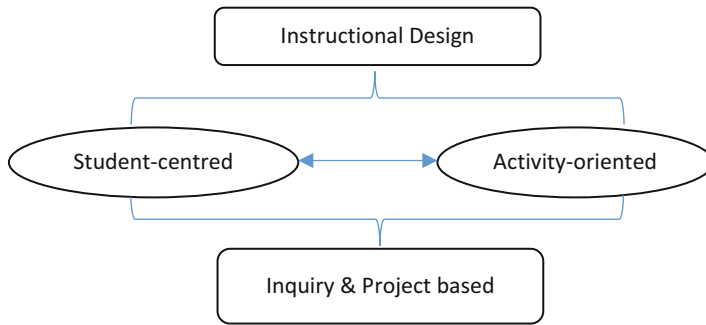 Instructional Design
Student-centred
Activity-oriented
Inquiry & Project based